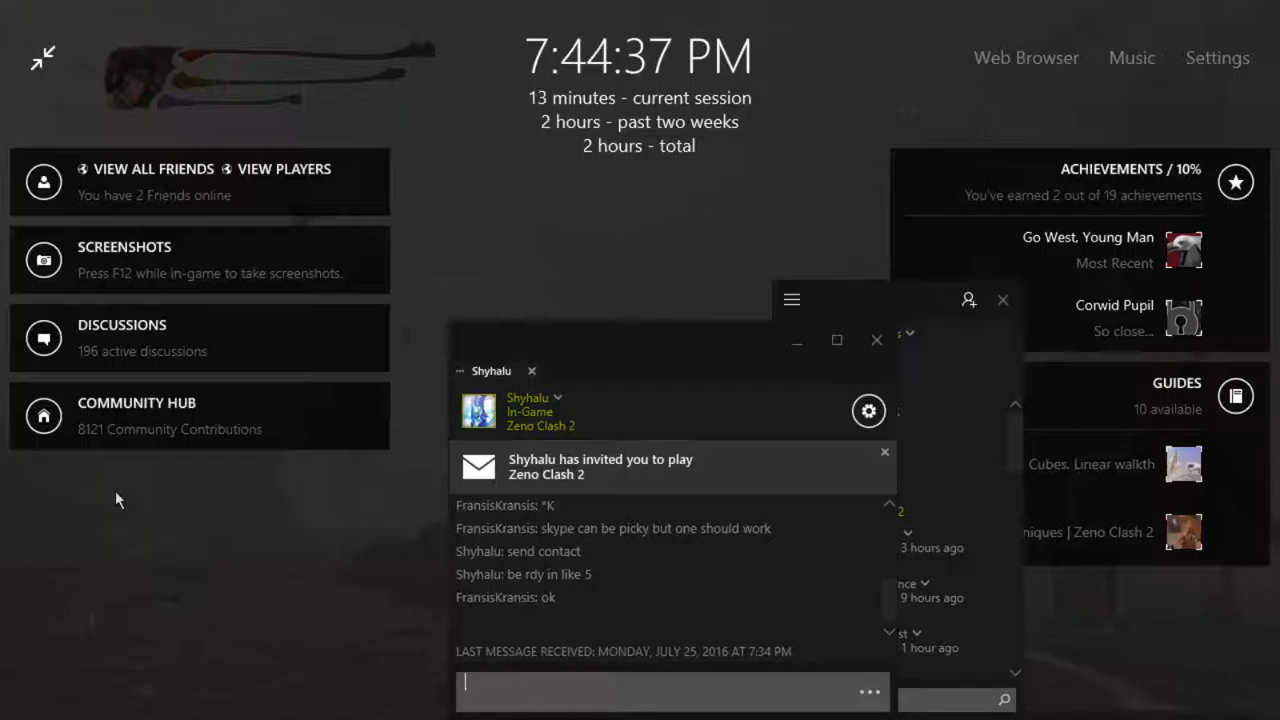 7:44:37 PM
13 minutes - current session
2 hours - past two weeks
2 hours - total
Web Browser
Music
Settings
VIEW ALL FRIENDS VIEW PLAYERS
You have 2 Friends online
SCREENSHOTS
Press F12 while in-game to take screenshots.
DISCUSSIONS
196 active discussions
COMMUNITY HUB
8121 Community Contributions
ACHIEVEMENTS / 10%
You've earned 2 out of 19 achievements
Go West, Young Man
Most Recent
Corwid Pupil
So close...
GUIDES
10 available
Cubes. Linear walkth
niques | Zeno Clash 2
Shyhalu
Shyhalu
In-Game
Zeno Clash 2
Shyhalu has invited you to play
Zeno Clash 2
FransisKransis: *K
FransisKransis: skype can be picky but one should work
Shyhalu: send contact
Shyhalu: be rdy in like 5
FransisKransis: ok
LAST MESSAGE RECEIVED: MONDAY, JULY 25, 2016 AT 7:34 PM
2
3 hours ago
nce
9 hours ago
st
1 hour ago